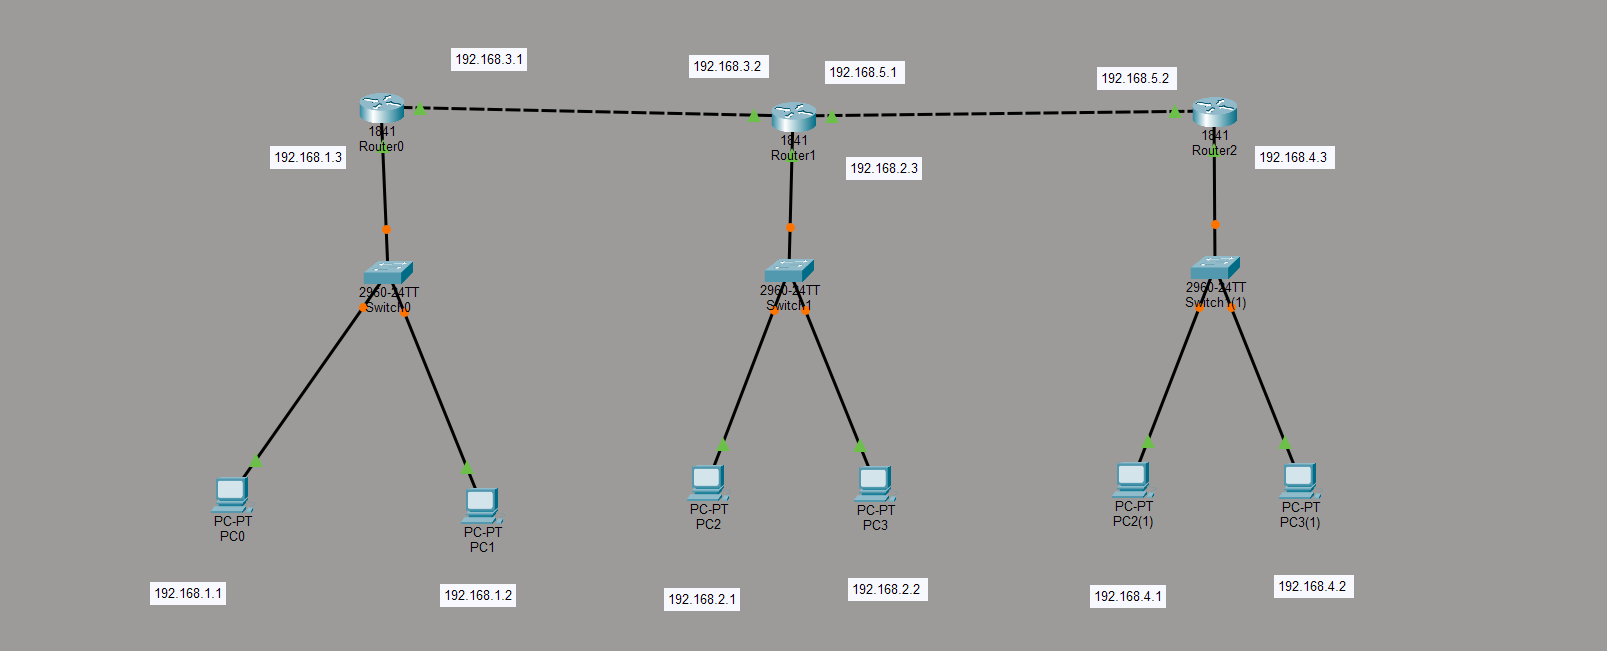 192.168.3.1
192.168.3.2
192.168.5.1
192.168.5.2
1841
Router0
1841
Router1
1841
Router2
192.168.1.3
192.168.2.3
192.168.4.3
2960-24TT
Switch0
2960-24TT
Switch1
2960-24TT
Switch1(1)
PC-PT
PC0
PC-PT
PC1
PC-PT
PC2
PC-PT
PC3
PC-PT
PC2(1)
PC-PT
PC3(1)
192.168.1.1
192.168.1.2
192.168.2.1
192.168.2.2
192.168.4.1
192.168.4.2